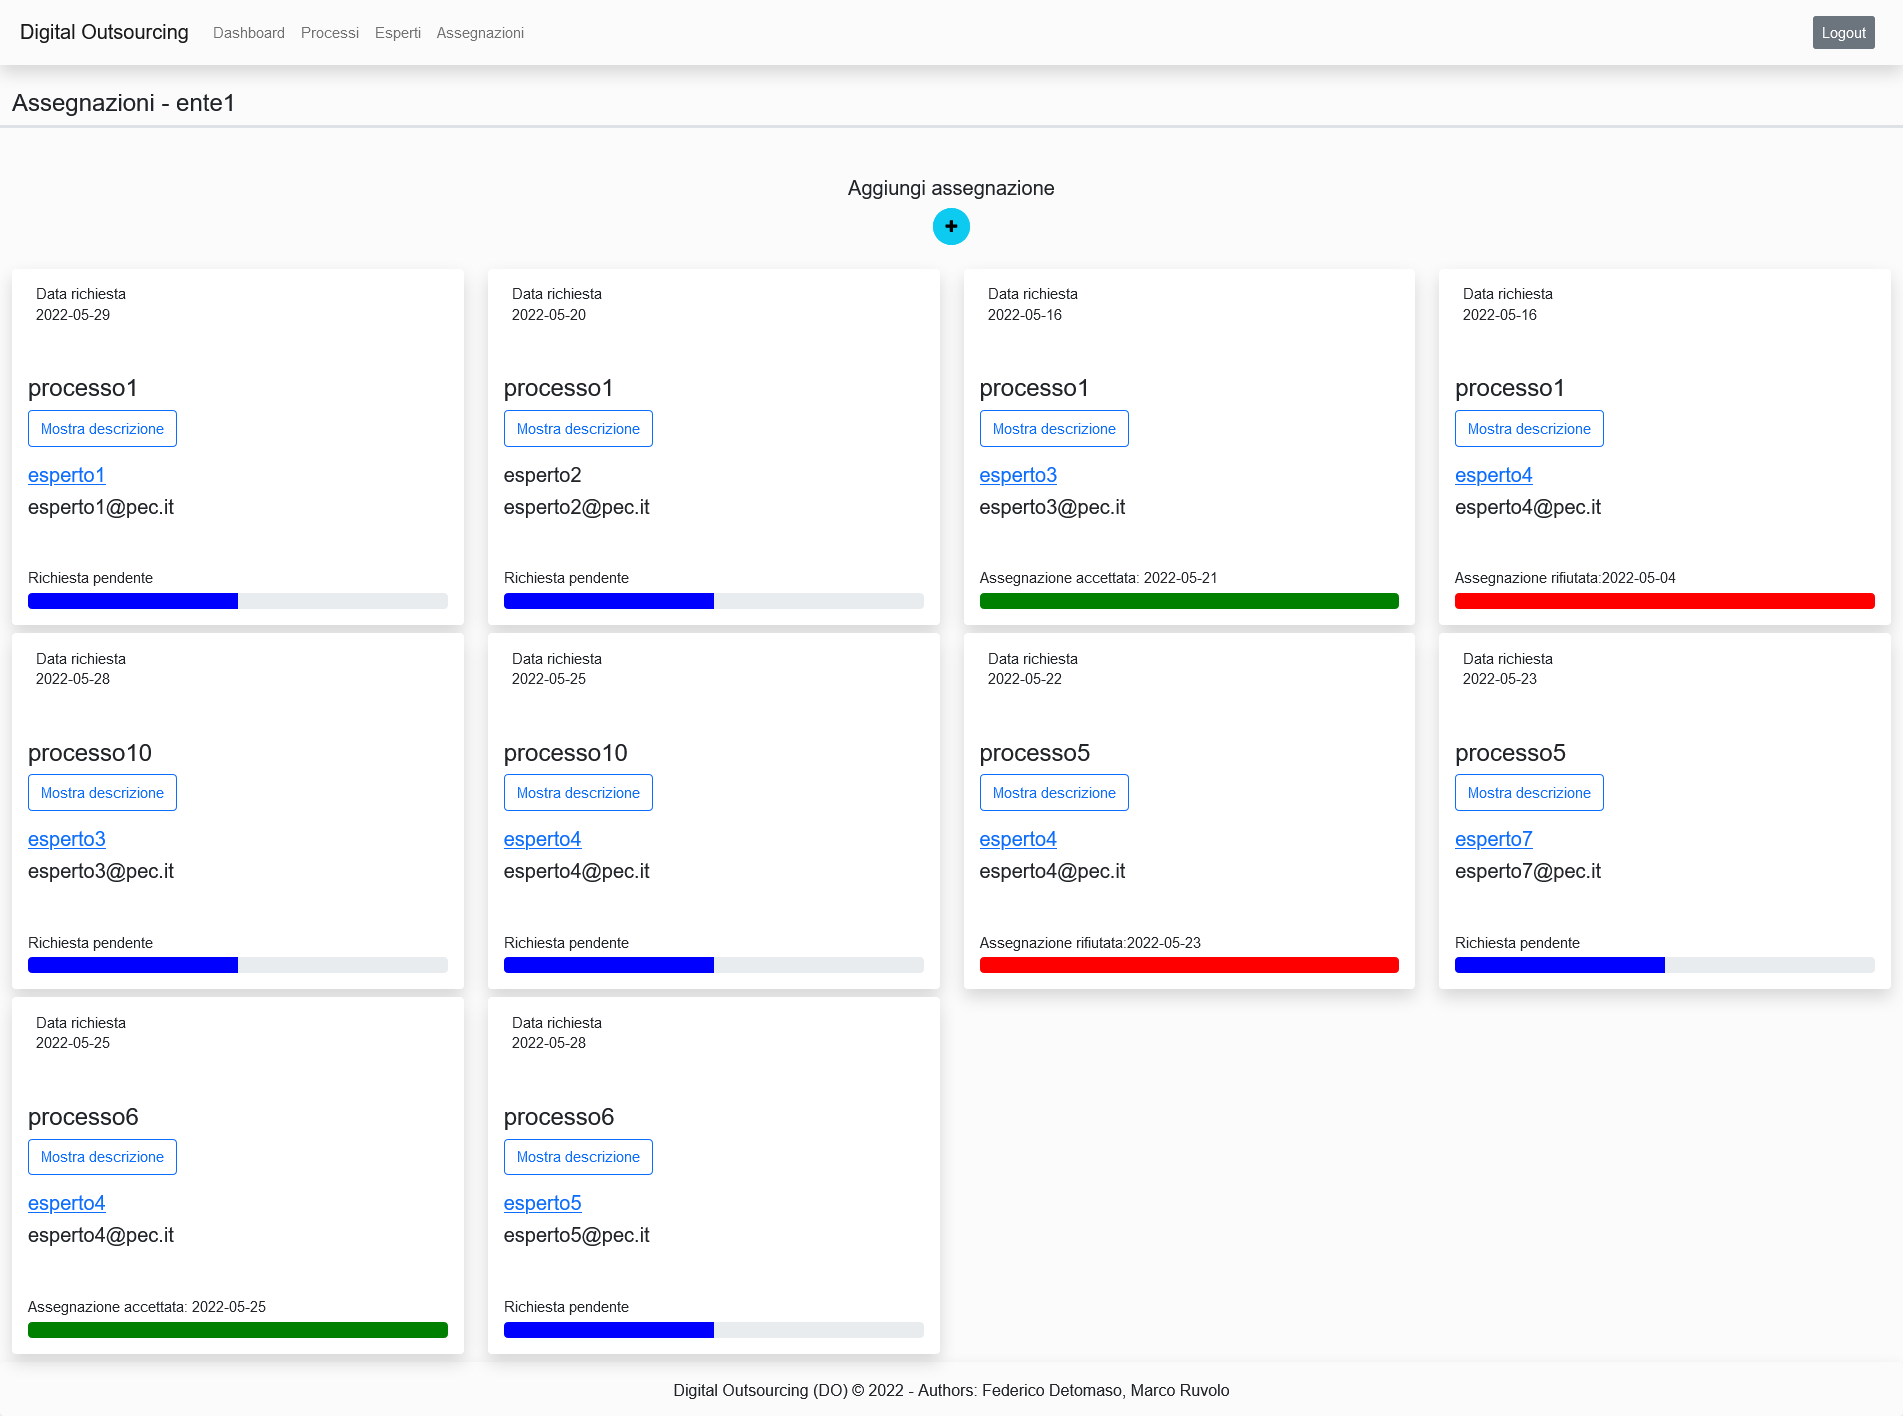 Digital Outsourcing Dashboard Processi Esperti Assegnazioni Logout
Assegnazioni - ente1
Aggiungi assegnazione
Data richiesta
2022-05-29
processo1
Mostra descrizione
esperto1
esperto1@pec.it
Richiesta pendente
Data richiesta
2022-05-20
processo1
Mostra descrizione
esperto2
esperto2@pec.it
Richiesta pendente
Data richiesta
2022-05-16
processo1
Mostra descrizione
esperto3
esperto3@pec.it
Assegnazione accettata: 2022-05-21
Data richiesta
2022-05-16
processo1
Mostra descrizione
esperto4
esperto4@pec.it
Assegnazione rifiutata:2022-05-04
Data richiesta
2022-05-28
processo10
Mostra descrizione
esperto3
esperto3@pec.it
Richiesta pendente
Data richiesta
2022-05-25
processo10
Mostra descrizione
esperto4
esperto4@pec.it
Richiesta pendente
Data richiesta
2022-05-22
processo5
Mostra descrizione
esperto4
esperto4@pec.it
Assegnazione rifiutata:2022-05-23
Data richiesta
2022-05-23
processo5
Mostra descrizione
esperto7
esperto7@pec.it
Richiesta pendente
Data richiesta
2022-05-25
processo6
Mostra descrizione
esperto4
esperto4@pec.it
Assegnazione accettata: 2022-05-25
Data richiesta
2022-05-28
processo6
Mostra descrizione
esperto5
esperto5@pec.it
Richiesta pendente
Digital Outsourcing (DO) © 2022 - Authors: Federico Detomaso, Marco Ruvolo